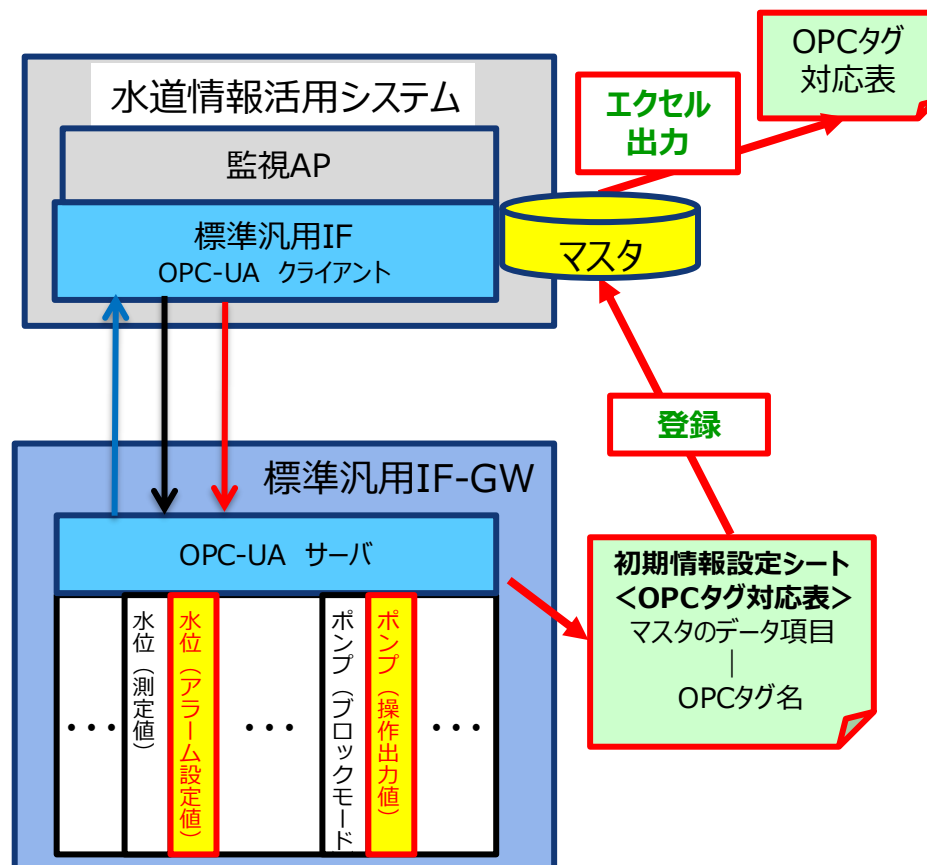 OPCタグ
対応表
水道情報活用システム
エクセル
出力
監視AP
標準汎用IF
OPC-UA クライアント
マスタ
登録
標準汎用IF-GW
OPC-UA サーバ
初期情報設定シート
<OPCタグ対応表>
マスタのデータ項目
|
OPCタグ名
・・・
水位（測定値）
水位（アラーム設定値）
・・・
ポンプ（ブロックモード
ポンプ（操作出力値）
・・・